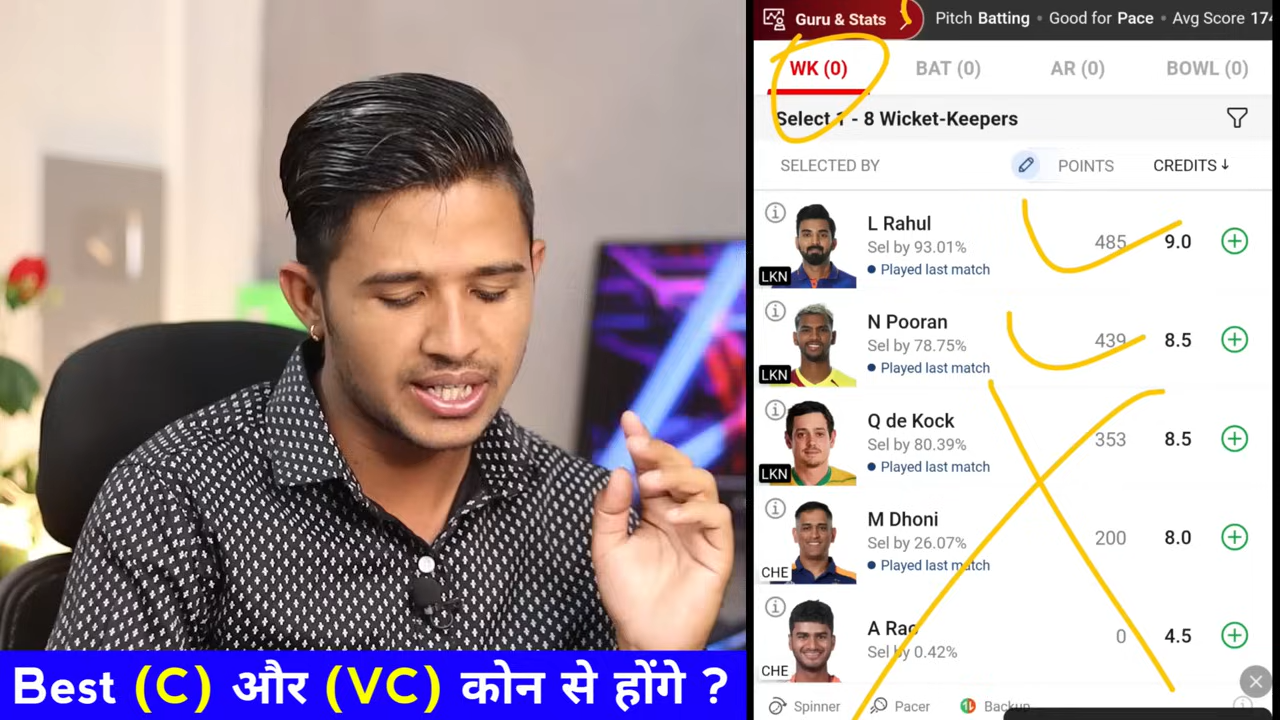 Guru & Stats
Pitch Batting • Good for Pace • Avg Score 174
WK (0) BAT (0) AR (0) BOWL (0)
Select 1 - 8 Wicket-Keepers
SELECTED BY POINTS CREDITS ↓
L Rahul
Sel by 93.01% 485 9.0
• Played last match
LKN
N Pooran
Sel by 78.75% 439 8.5
• Played last match
LKN
Q de Kock
Sel by 80.39% 353 8.5
• Played last match
LKN
M Dhoni
Sel by 26.07% 200 8.0
• Played last match
CHE
A Rao
Sel by 0.42% 0 4.5
CHE
Spinner Pacer Backup
Best (C) और (VC) कोन से होंगे ?